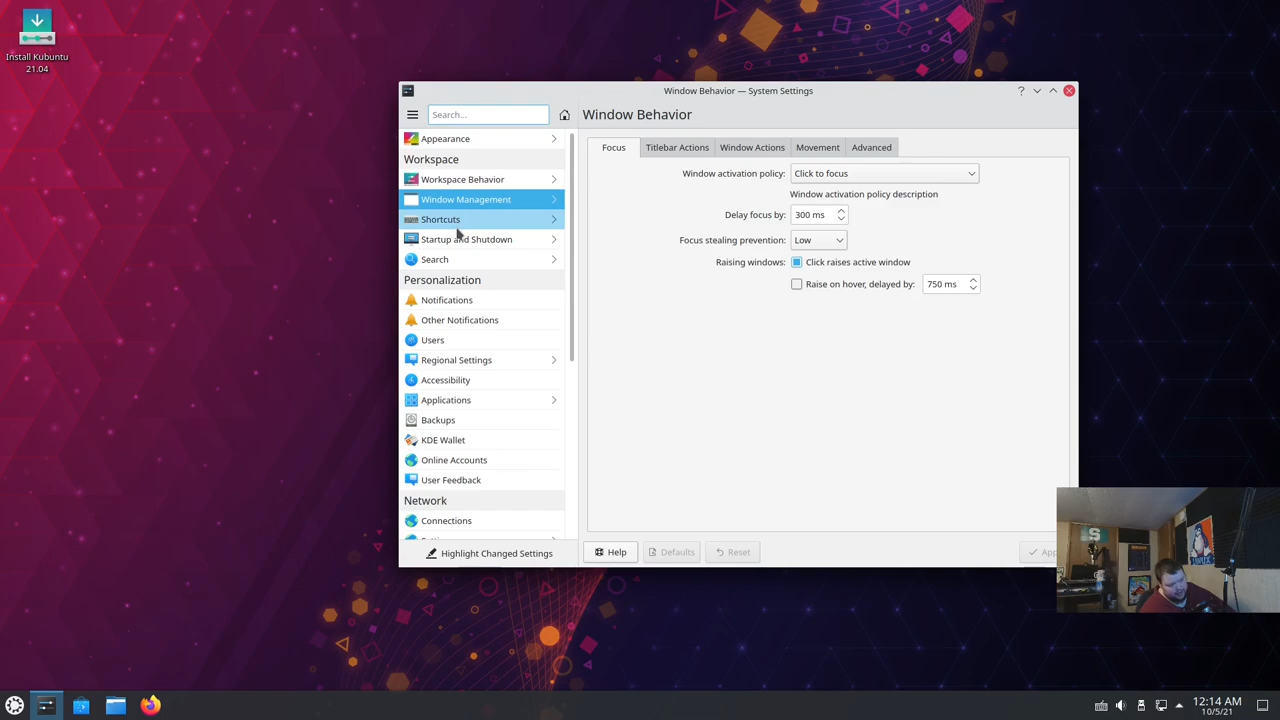 Install Kubuntu
21.04
Window Behavior — System Settings
Search...
Window Behavior
Appearance
Workspace
Workspace Behavior
Window Management
Shortcuts
Startup and Shutdown
Search
Personalization
Notifications
Other Notifications
Users
Regional Settings
Accessibility
Applications
Backups
KDE Wallet
Online Accounts
User Feedback
Network
Connections
Highlight Changed Settings
Focus
Titlebar Actions
Window Actions
Movement
Advanced
Window activation policy:
Click to focus
Window activation policy description
Delay focus by:
300 ms
Focus stealing prevention:
Low
Raising windows:
Click raises active window
Raise on hover, delayed by:
750 ms
Help
Defaults
Reset
App
12:14 AM
10/5/21